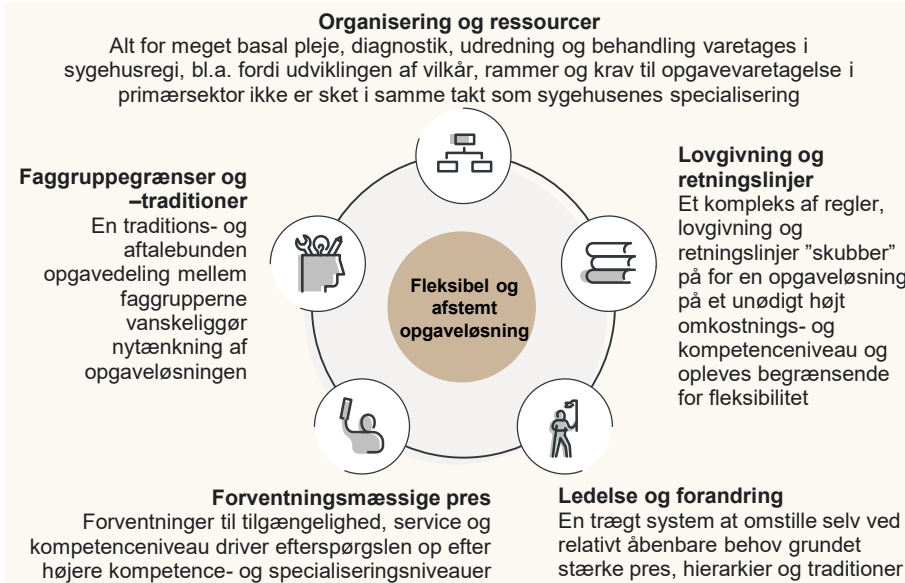 Organisering og ressourcer
Alt for meget basal pleje, diagnostik, udredning og behandling varetages i
sygehusregi, bl.a. fordi udviklingen af vilkår, rammer og krav til opgavevaretagelse i
primærsektor ikke er sket i samme takt som sygehusenes specialisering
Faggruppegrænser og
–traditioner
En traditions- og
aftalebunden
opgavedeling mellem
faggrupperne
vanskeliggør
nytænkning af
opgaveløsningen
Lovgivning og
retningslinjer
Et kompleks af regler,
lovgivning og
retningslinjer ”skubber”
på for en opgaveløsning
på et unødigt højt
omkostnings- og
kompetenceniveau og
opleves begrænsende
for fleksibilitet
Fleksibel og
afstemt
opgaveløsning
Forventningsmæssige pres
Forventninger til tilgængelighed, service og
kompetenceniveau driver efterspørgslen op efter
højere kompetence- og specialiseringsniveauer
Ledelse og forandring
En trægt system at omstille selv ved
relativt åbenbare behov grundet
stærke pres, hierarkier og traditioner